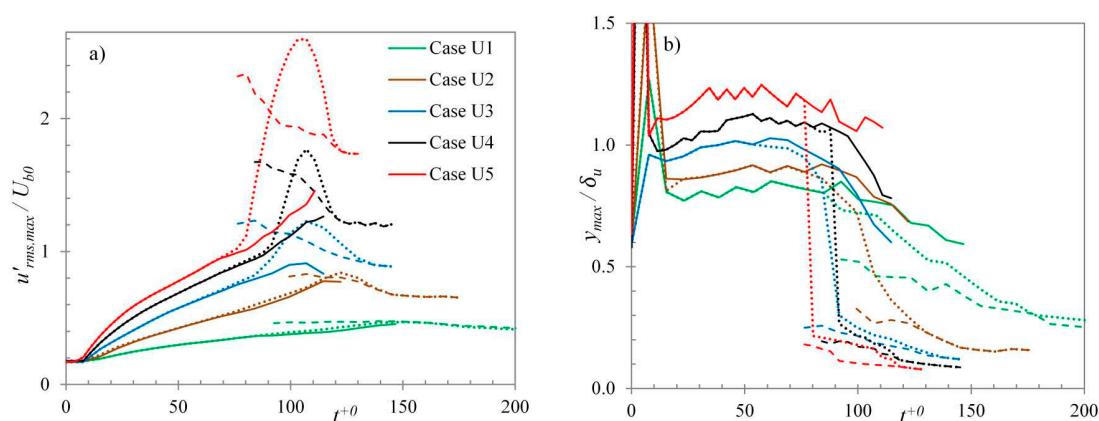 a)
u'rms,max / Ub0
2
1
0
0
50
100
150
200
t+0
Case U1
Case U2
Case U3
Case U4
Case U5
b)
ymax / δu
1.5
1.0
0.5
0.0
0
50
100
150
200
t+0